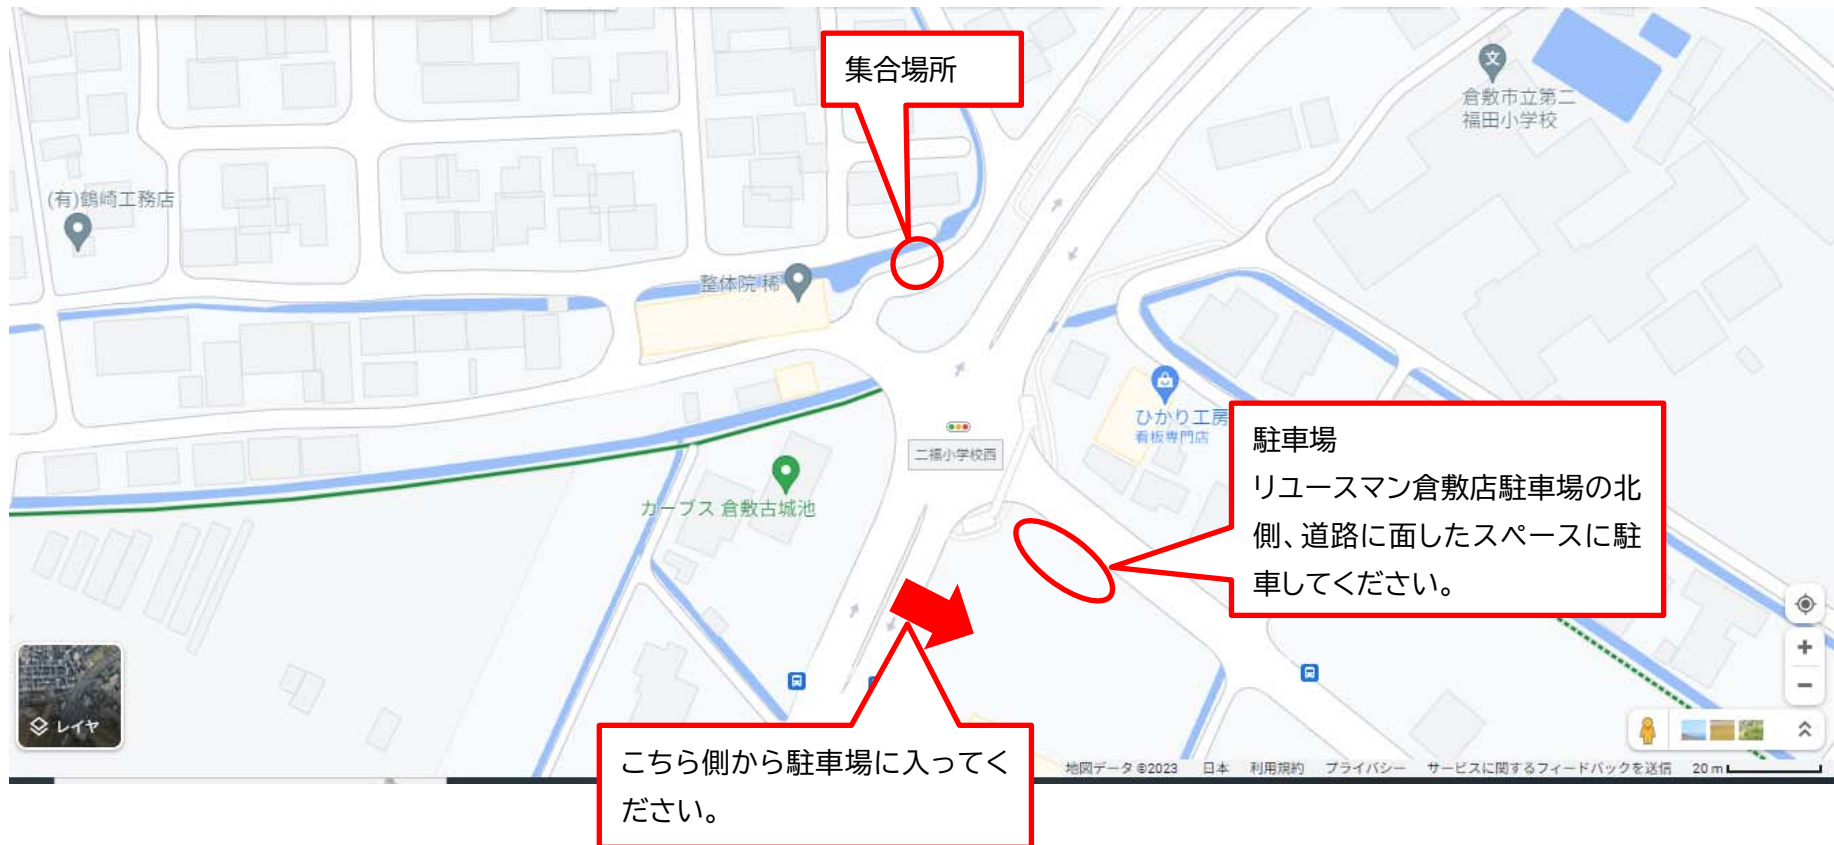 集合場所
文
倉敷市立第二
福田小学校
(有)鶴崎工務店
整体院 稀
ひかり工房
看板専門店
二福小学校西
カーブス 倉敷古城池
駐車場
リユースマン倉敷店駐車場の北
側、道路に面したスペースに駐
車してください。
レイヤ
こちら側から駐車場に入ってく
ださい。
地図データ ©2023 日本 利用規約 プライバシー サービスに関するフィードバックを送信 20 m